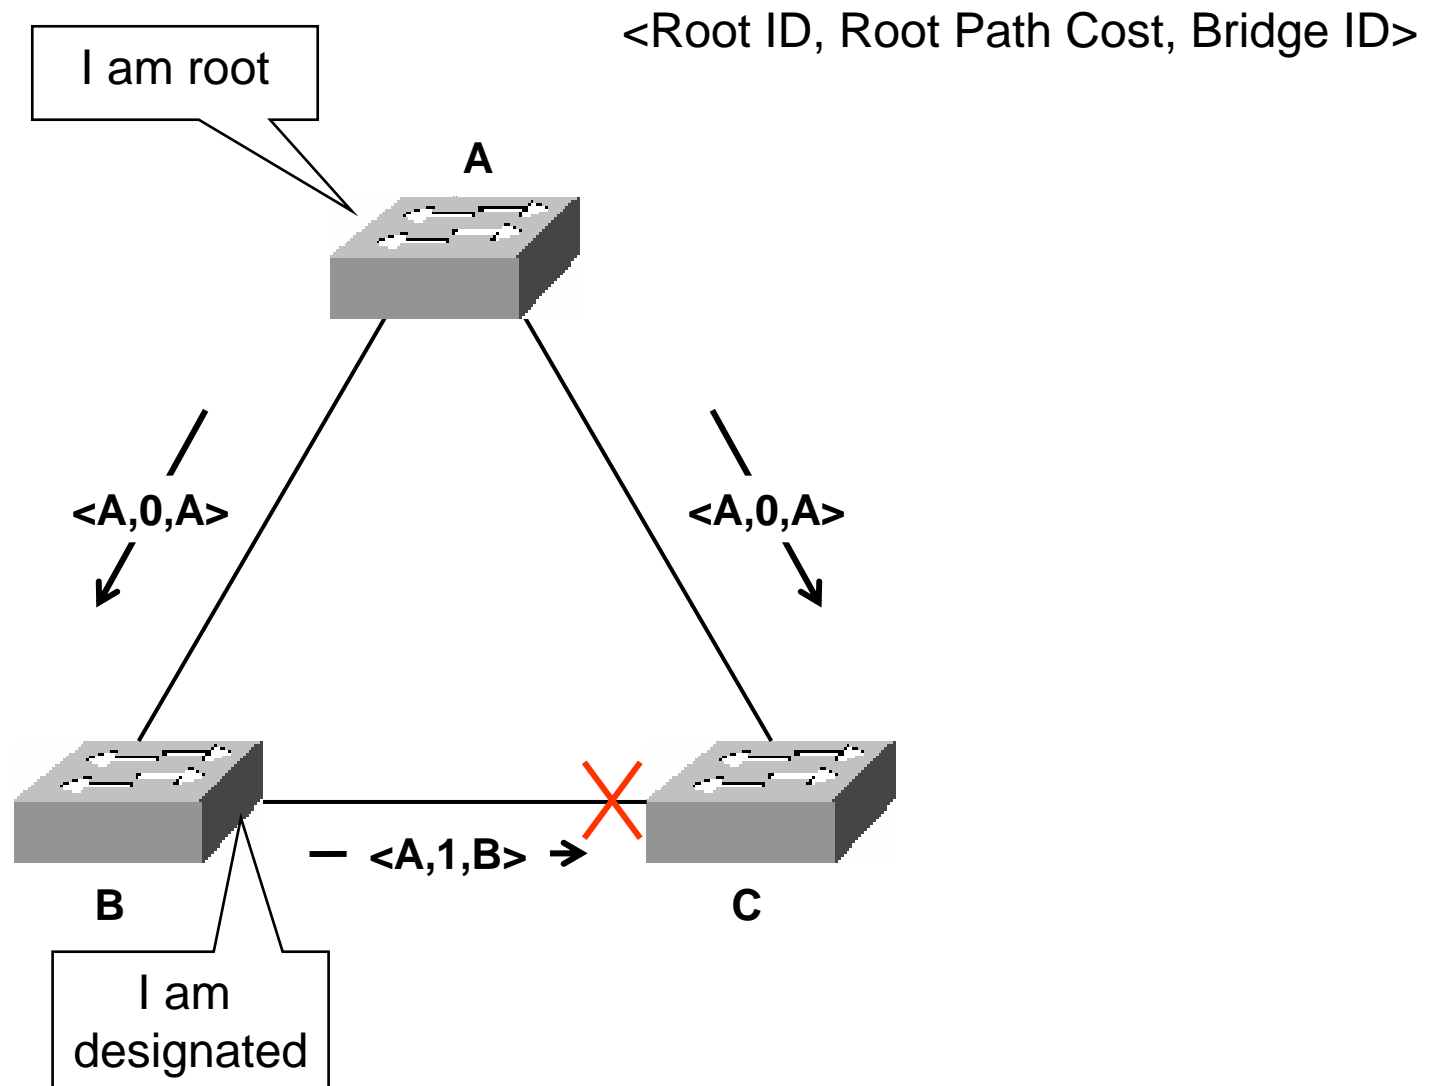 <Root ID, Root Path Cost, Bridge ID>
I am root
A
<A,0,A>
<A,0,A>
<A,1,B>
B
C
I am
designated